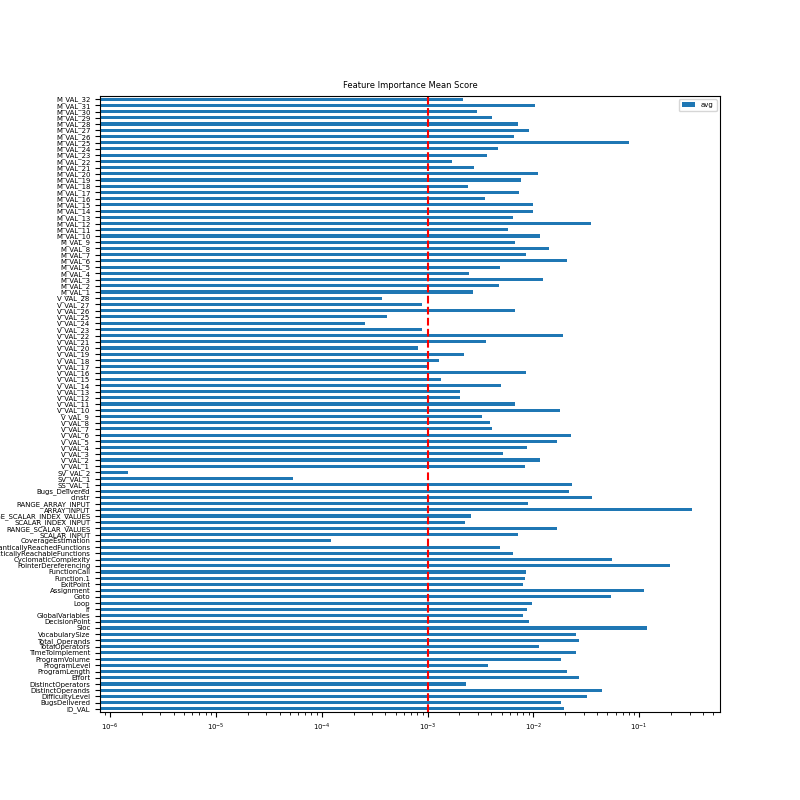 Feature Importance Mean Score
avg
M_VAL_32
M_VAL_31
M_VAL_30
M_VAL_29
M_VAL_28
M_VAL_27
M_VAL_26
M_VAL_25
M_VAL_24
M_VAL_23
M_VAL_22
M_VAL_21
M_VAL_20
M_VAL_19
M_VAL_18
M_VAL_17
M_VAL_16
M_VAL_15
M_VAL_14
M_VAL_13
M_VAL_12
M_VAL_11
M_VAL_10
M_VAL_9
M_VAL_8
M_VAL_7
M_VAL_6
M_VAL_5
M_VAL_4
M_VAL_3
M_VAL_2
M_VAL_1
V_VAL_28
V_VAL_27
V_VAL_26
V_VAL_25
V_VAL_24
V_VAL_23
V_VAL_22
V_VAL_21
V_VAL_20
V_VAL_19
V_VAL_18
V_VAL_17
V_VAL_16
V_VAL_15
V_VAL_14
V_VAL_13
V_VAL_12
V_VAL_11
V_VAL_10
V_VAL_9
V_VAL_8
V_VAL_7
V_VAL_6
V_VAL_5
V_VAL_4
V_VAL_3
V_VAL_2
V_VAL_1
SV_VAL_2
SV_VAL_1
SS_VAL_1
Bugs_Delivered
cInstr
RANGE_ARRAY_INPUT
ARRAY_INPUT
E_SCALAR_INDEX_VALUES
SCALAR_INDEX_INPUT
RANGE_SCALAR_VALUES
SCALAR_INPUT
CoverageEstimation
anticallyReachedFunctions
ticallyReachableFunctions
CyclomaticComplexity
PointerDereferencing
FunctionCall
Function.1
ExitPoint
Assignment
Goto
Loop
If
GlobalVariables
DecisionPoint
Sloc
VocabularySize
Total_Operands
TotalOperators
TimeToImplement
ProgramVolume
ProgramLevel
ProgramLength
Effort
DistinctOperators
DistinctOperands
DifficultyLevel
BugsDelivered
ID_VAL
10⁻⁶ 10⁻⁵ 10⁻⁴ 10⁻³ 10⁻² 10⁻¹